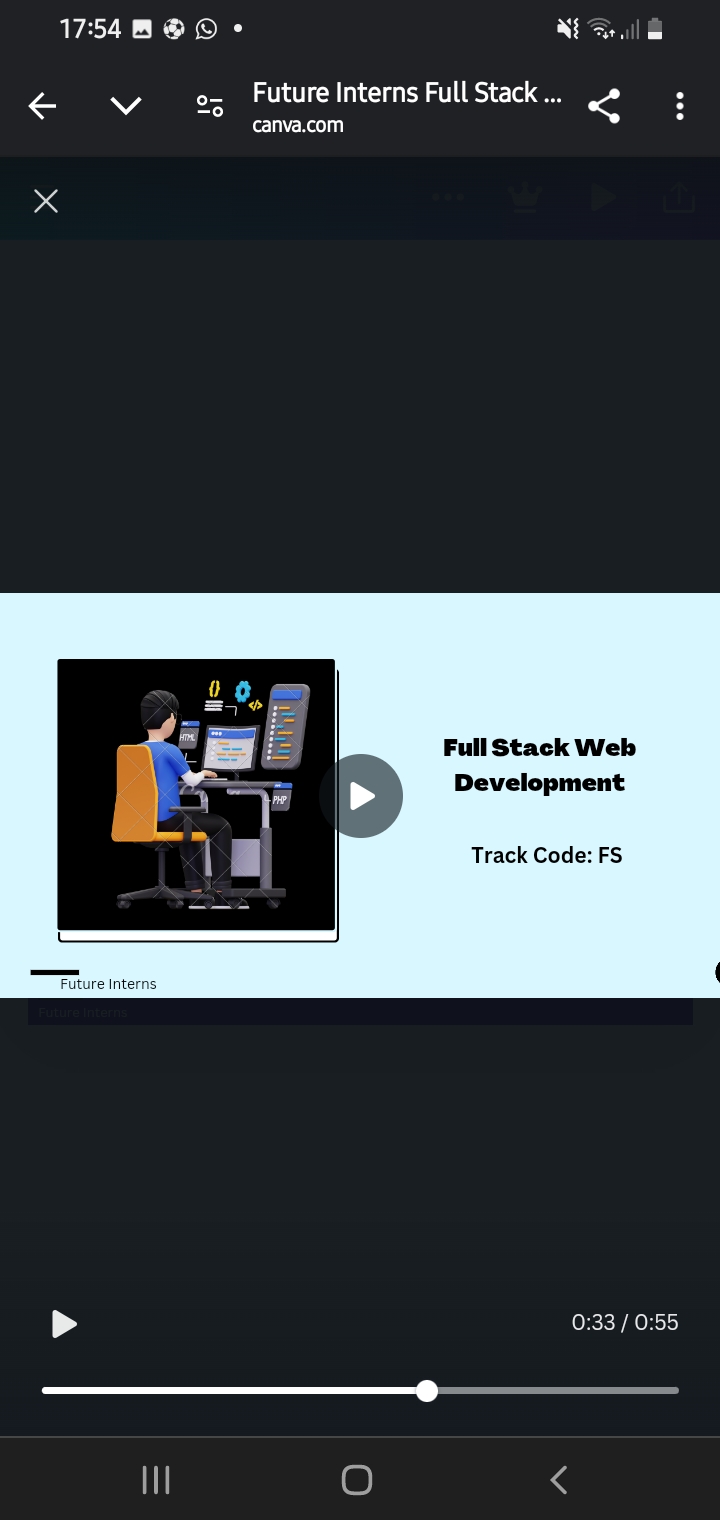 17:54
Future Interns Full Stack ...
canva.com
HTML
PHP
Full Stack Web
Development
Track Code: FS
Future Interns
Future Interns
0:33 / 0:55